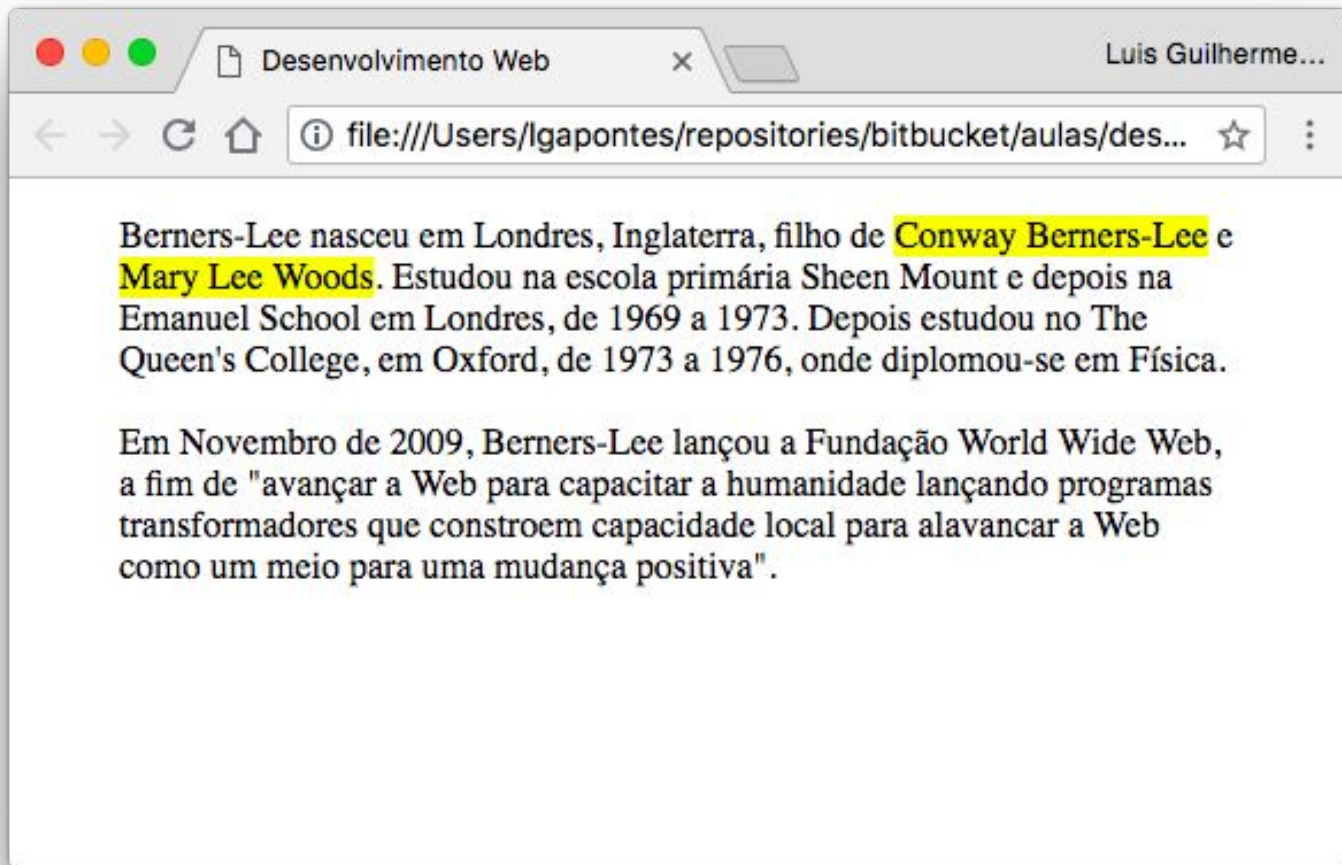 Desenvolvimento Web
Luis Guilherme...
file:///Users/lgapontes/repositories/bitbucket/aulas/des...
Berners-Lee nasceu em Londres, Inglaterra, filho de Conway Berners-Lee e
Mary Lee Woods. Estudou na escola primária Sheen Mount e depois na
Emanuel School em Londres, de 1969 a 1973. Depois estudou no The
Queen's College, em Oxford, de 1973 a 1976, onde diplomou-se em Física.
Em Novembro de 2009, Berners-Lee lançou a Fundação World Wide Web,
a fim de "avançar a Web para capacitar a humanidade lançando programas
transformadores que constroem capacidade local para alavancar a Web
como um meio para uma mudança positiva".